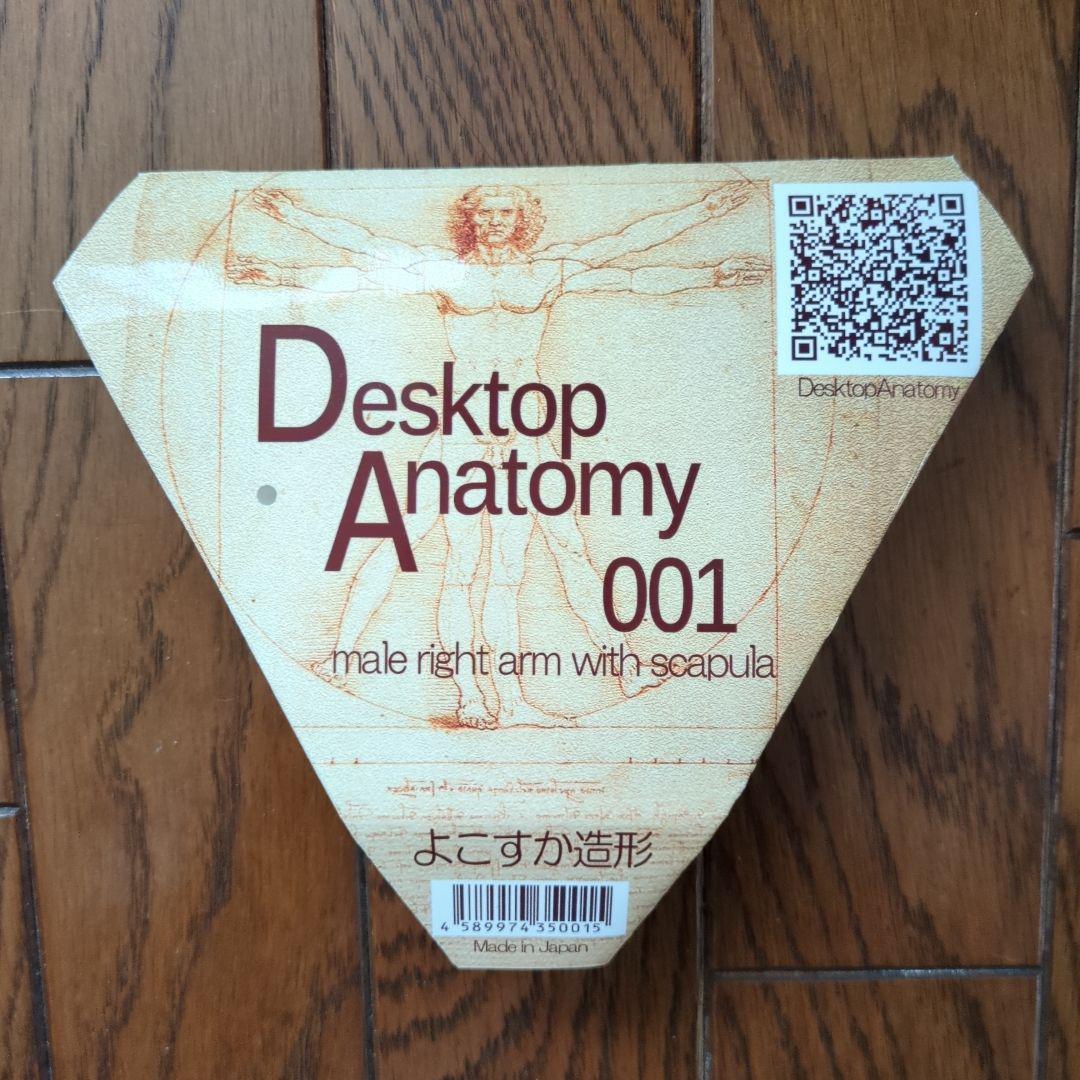 DesktopAnatomy
Desktop
Anatomy
001
male right arm with scapula
よこすか造形
4 589974 350015
Made in Japan